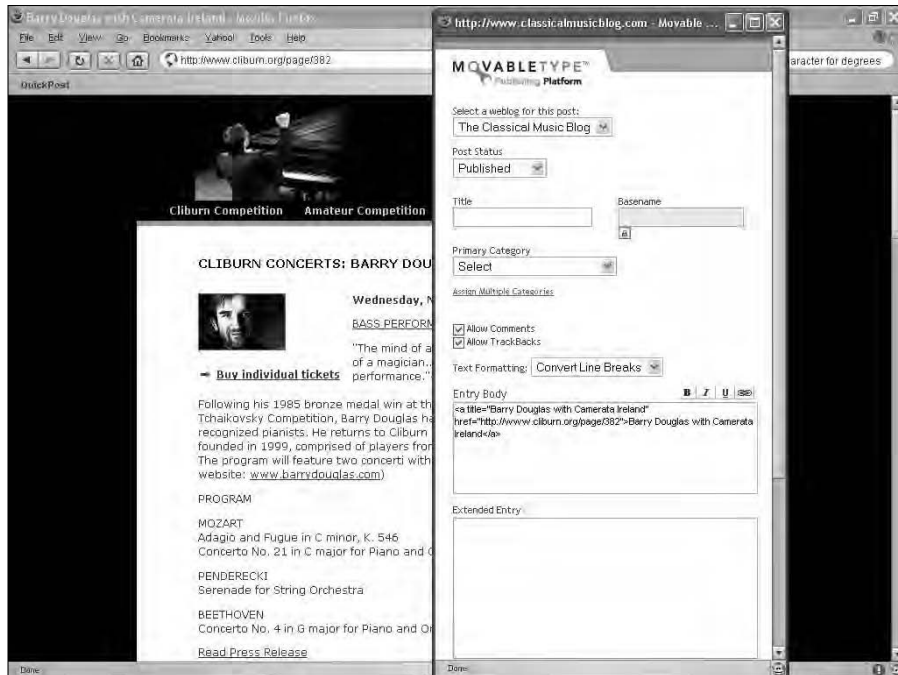 Barry Douglas with Camerata Ireland - Mozilla Firefox
File Edit View Go Bookmarks Yahoo! Tools Help
http://www.cliburn.org/page/382
aracter for degrees
QuickPost
Cliburn Competition Amateur Competition
CLIBURN CONCERTS: BARRY DOU
Wednesday, N
BASS PERFORM
"The mind of a
of a magician..
performance."
Buy individual tickets
Following his 1985 bronze medal win at th
Tchaikovsky Competition, Barry Douglas ha
recognized pianists. He returns to Cliburn
founded in 1999, comprised of players from
The program will feature two concerti with
website: www.barrydouglas.com)
PROGRAM
MOZART
Adagio and Fugue in C minor, K. 546
Concerto No. 21 in C major for Piano and O
PENDERECKI
Serenade for String Orchestra
BEETHOVEN
Concerto No. 4 in G major for Piano and Or
Read Press Release
Done
http://www.classicalmusicblog.com - Movable ...
MOVABLETYPE™
Publishing Platform
Select a weblog for this post:
The Classical Music Blog
Post Status
Published
Title Basename
Primary Category
Select
Assign Multiple Categories
Allow Comments
Allow TrackBacks
Text Formatting: Convert Line Breaks
Entry Body B I U
<a title="Barry Douglas with Camerata Ireland"
href="http://www.cliburn.org/page/382">Barry Douglas with Camerata
Ireland</a>
Extended Entry
Done